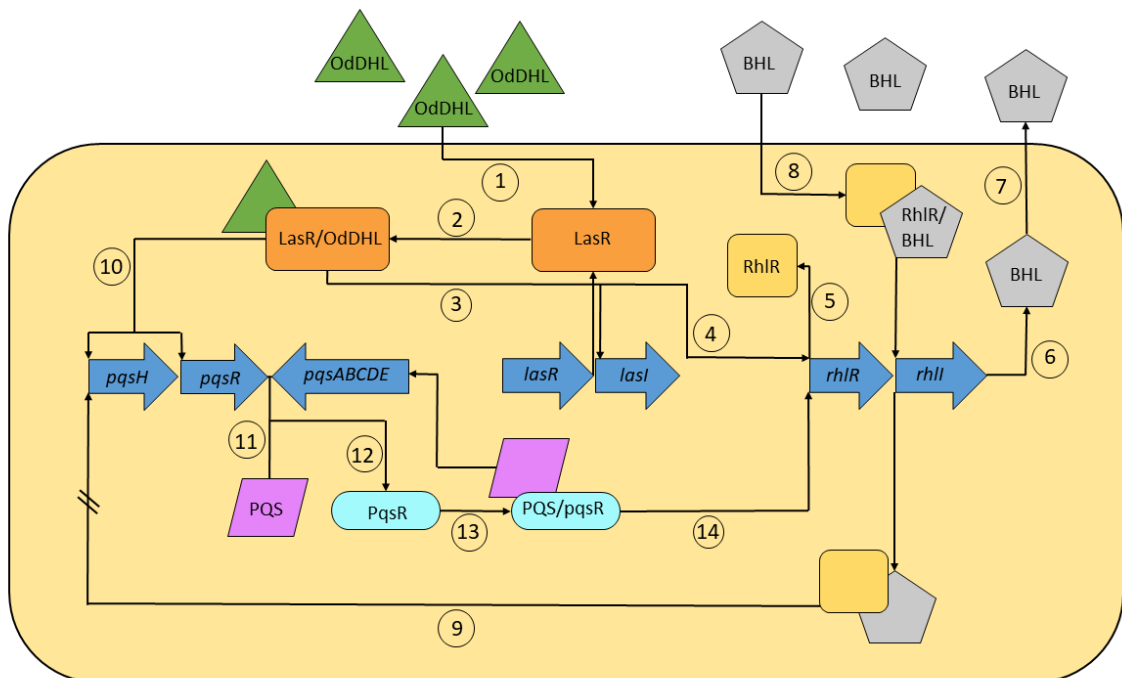 OdDHL
OdDHL
OdDHL
BHL
BHL
BHL
1
8
7
LasR/OdDHL
2
LasR
RhlR/
BHL
10
3
RhlR
BHL
4
5
6
pqsH
pqsR
pqsABCDE
lasR
lasI
rhlR
rhlI
11
12
PQS
PqsR
13
PQS/pqsR
14
9